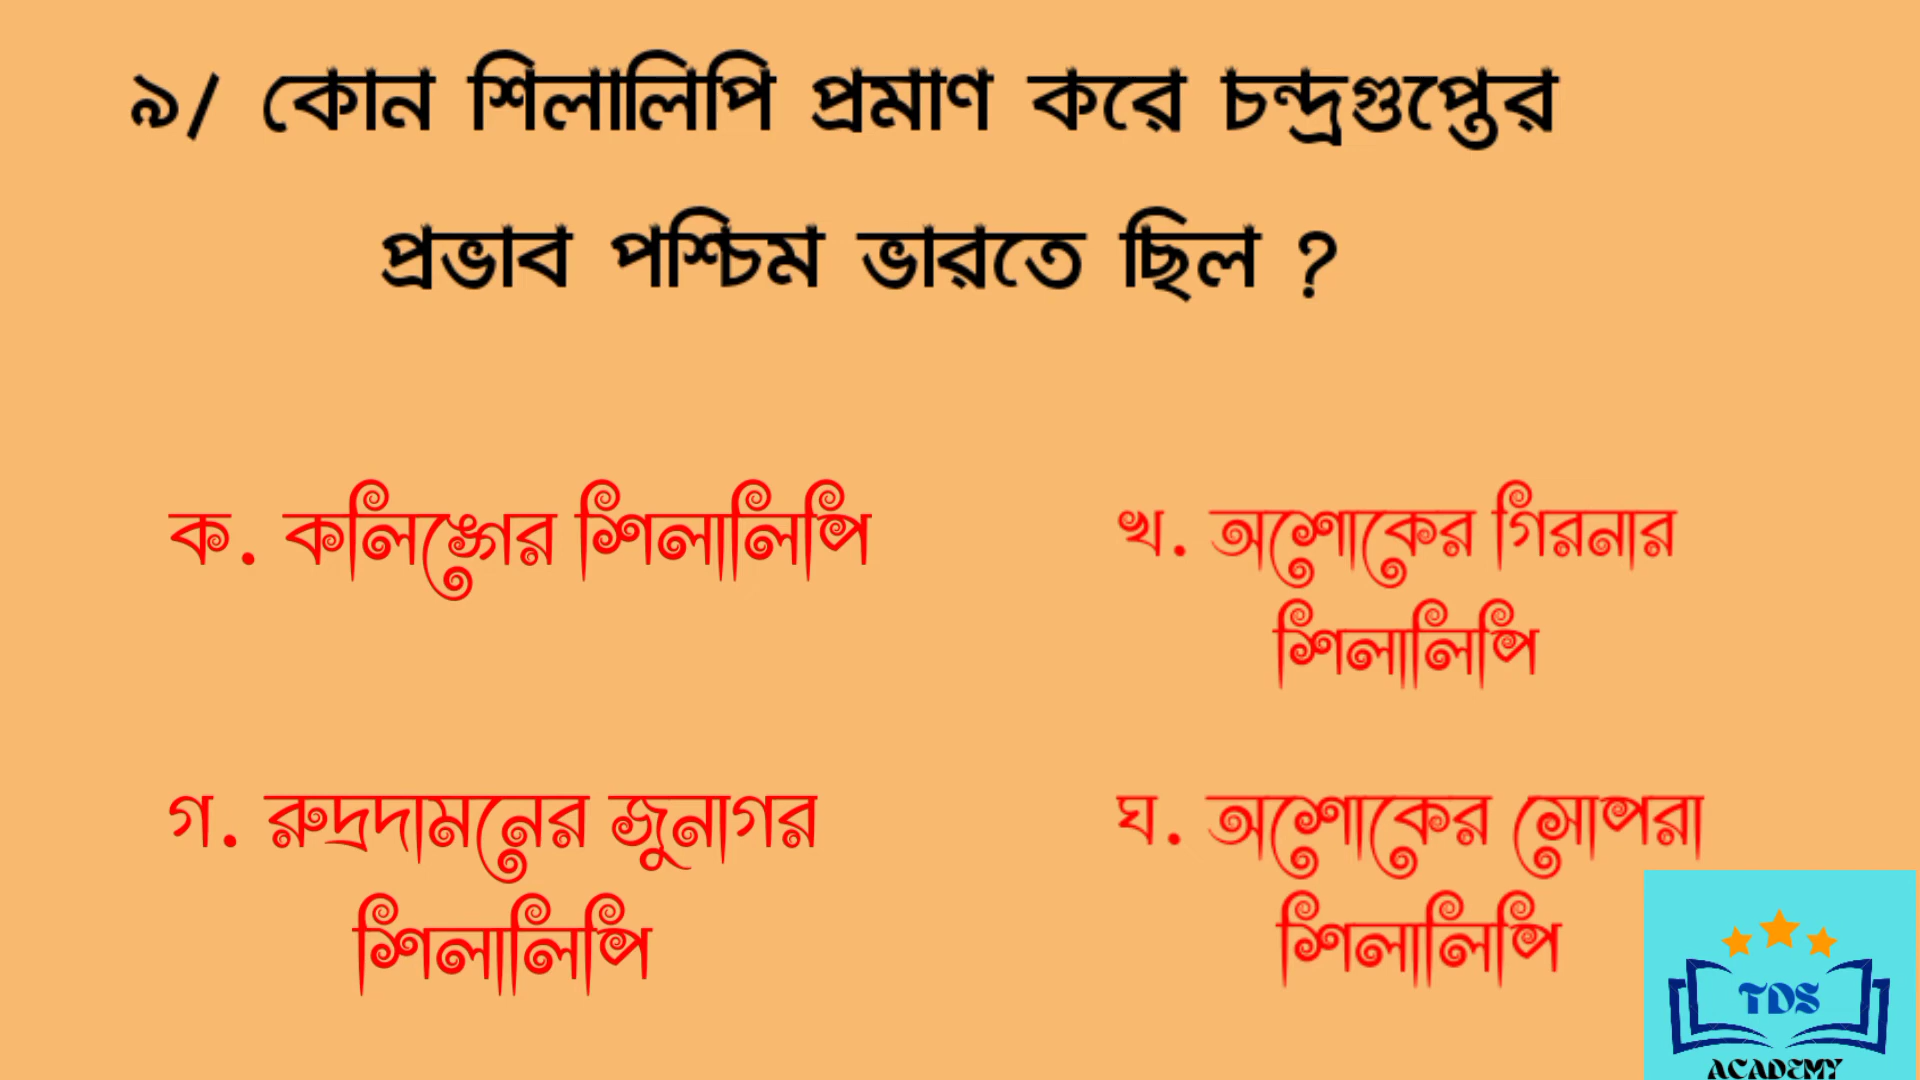 ৯/ কোন শিলালিপি প্রমাণ করে চন্দ্রগুপ্তের
প্রভাব পশ্চিম ভারতে ছিল ?
ক. কলিঙ্গের শিলালিপি
খ. অশোকের গিরনার
শিলালিপি
গ. রুদ্রদামনের জুনাগর
শিলালিপি
ঘ. অশোকের সোপরা
শিলালিপি
TDS
ACADEMY